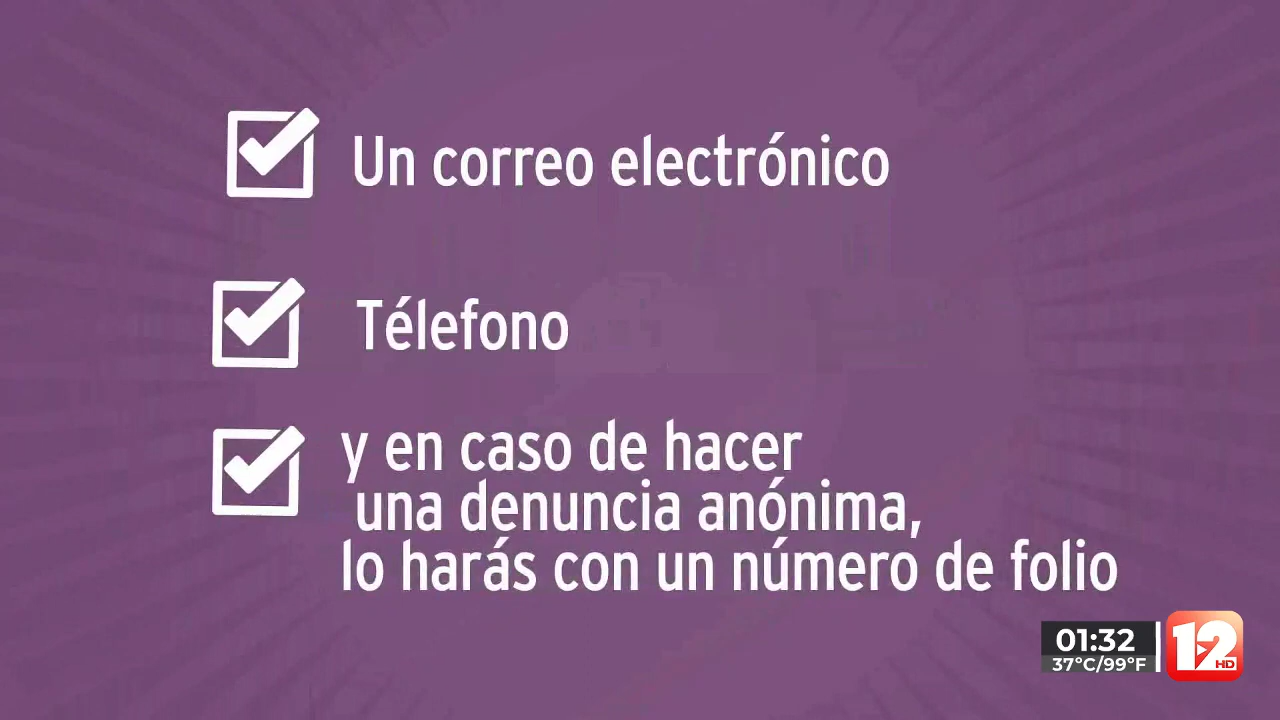 Un correo electrónico
Télefono
y en caso de hacer
una denuncia anónima,
lo harás con un número de folio
01:32
37°C/99°F
12
HD